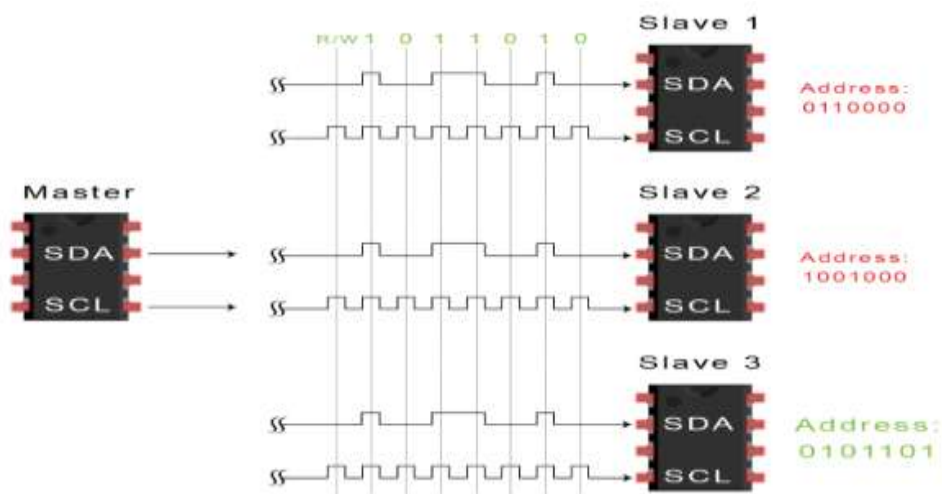 Slave 1
R/W 1 0 1 1 0 1 0
SDA
SCL
Address:
0110000
Master
SDA
SCL
Slave 2
SDA
SCL
Address:
1001000
Slave 3
SDA
SCL
Address:
0101101